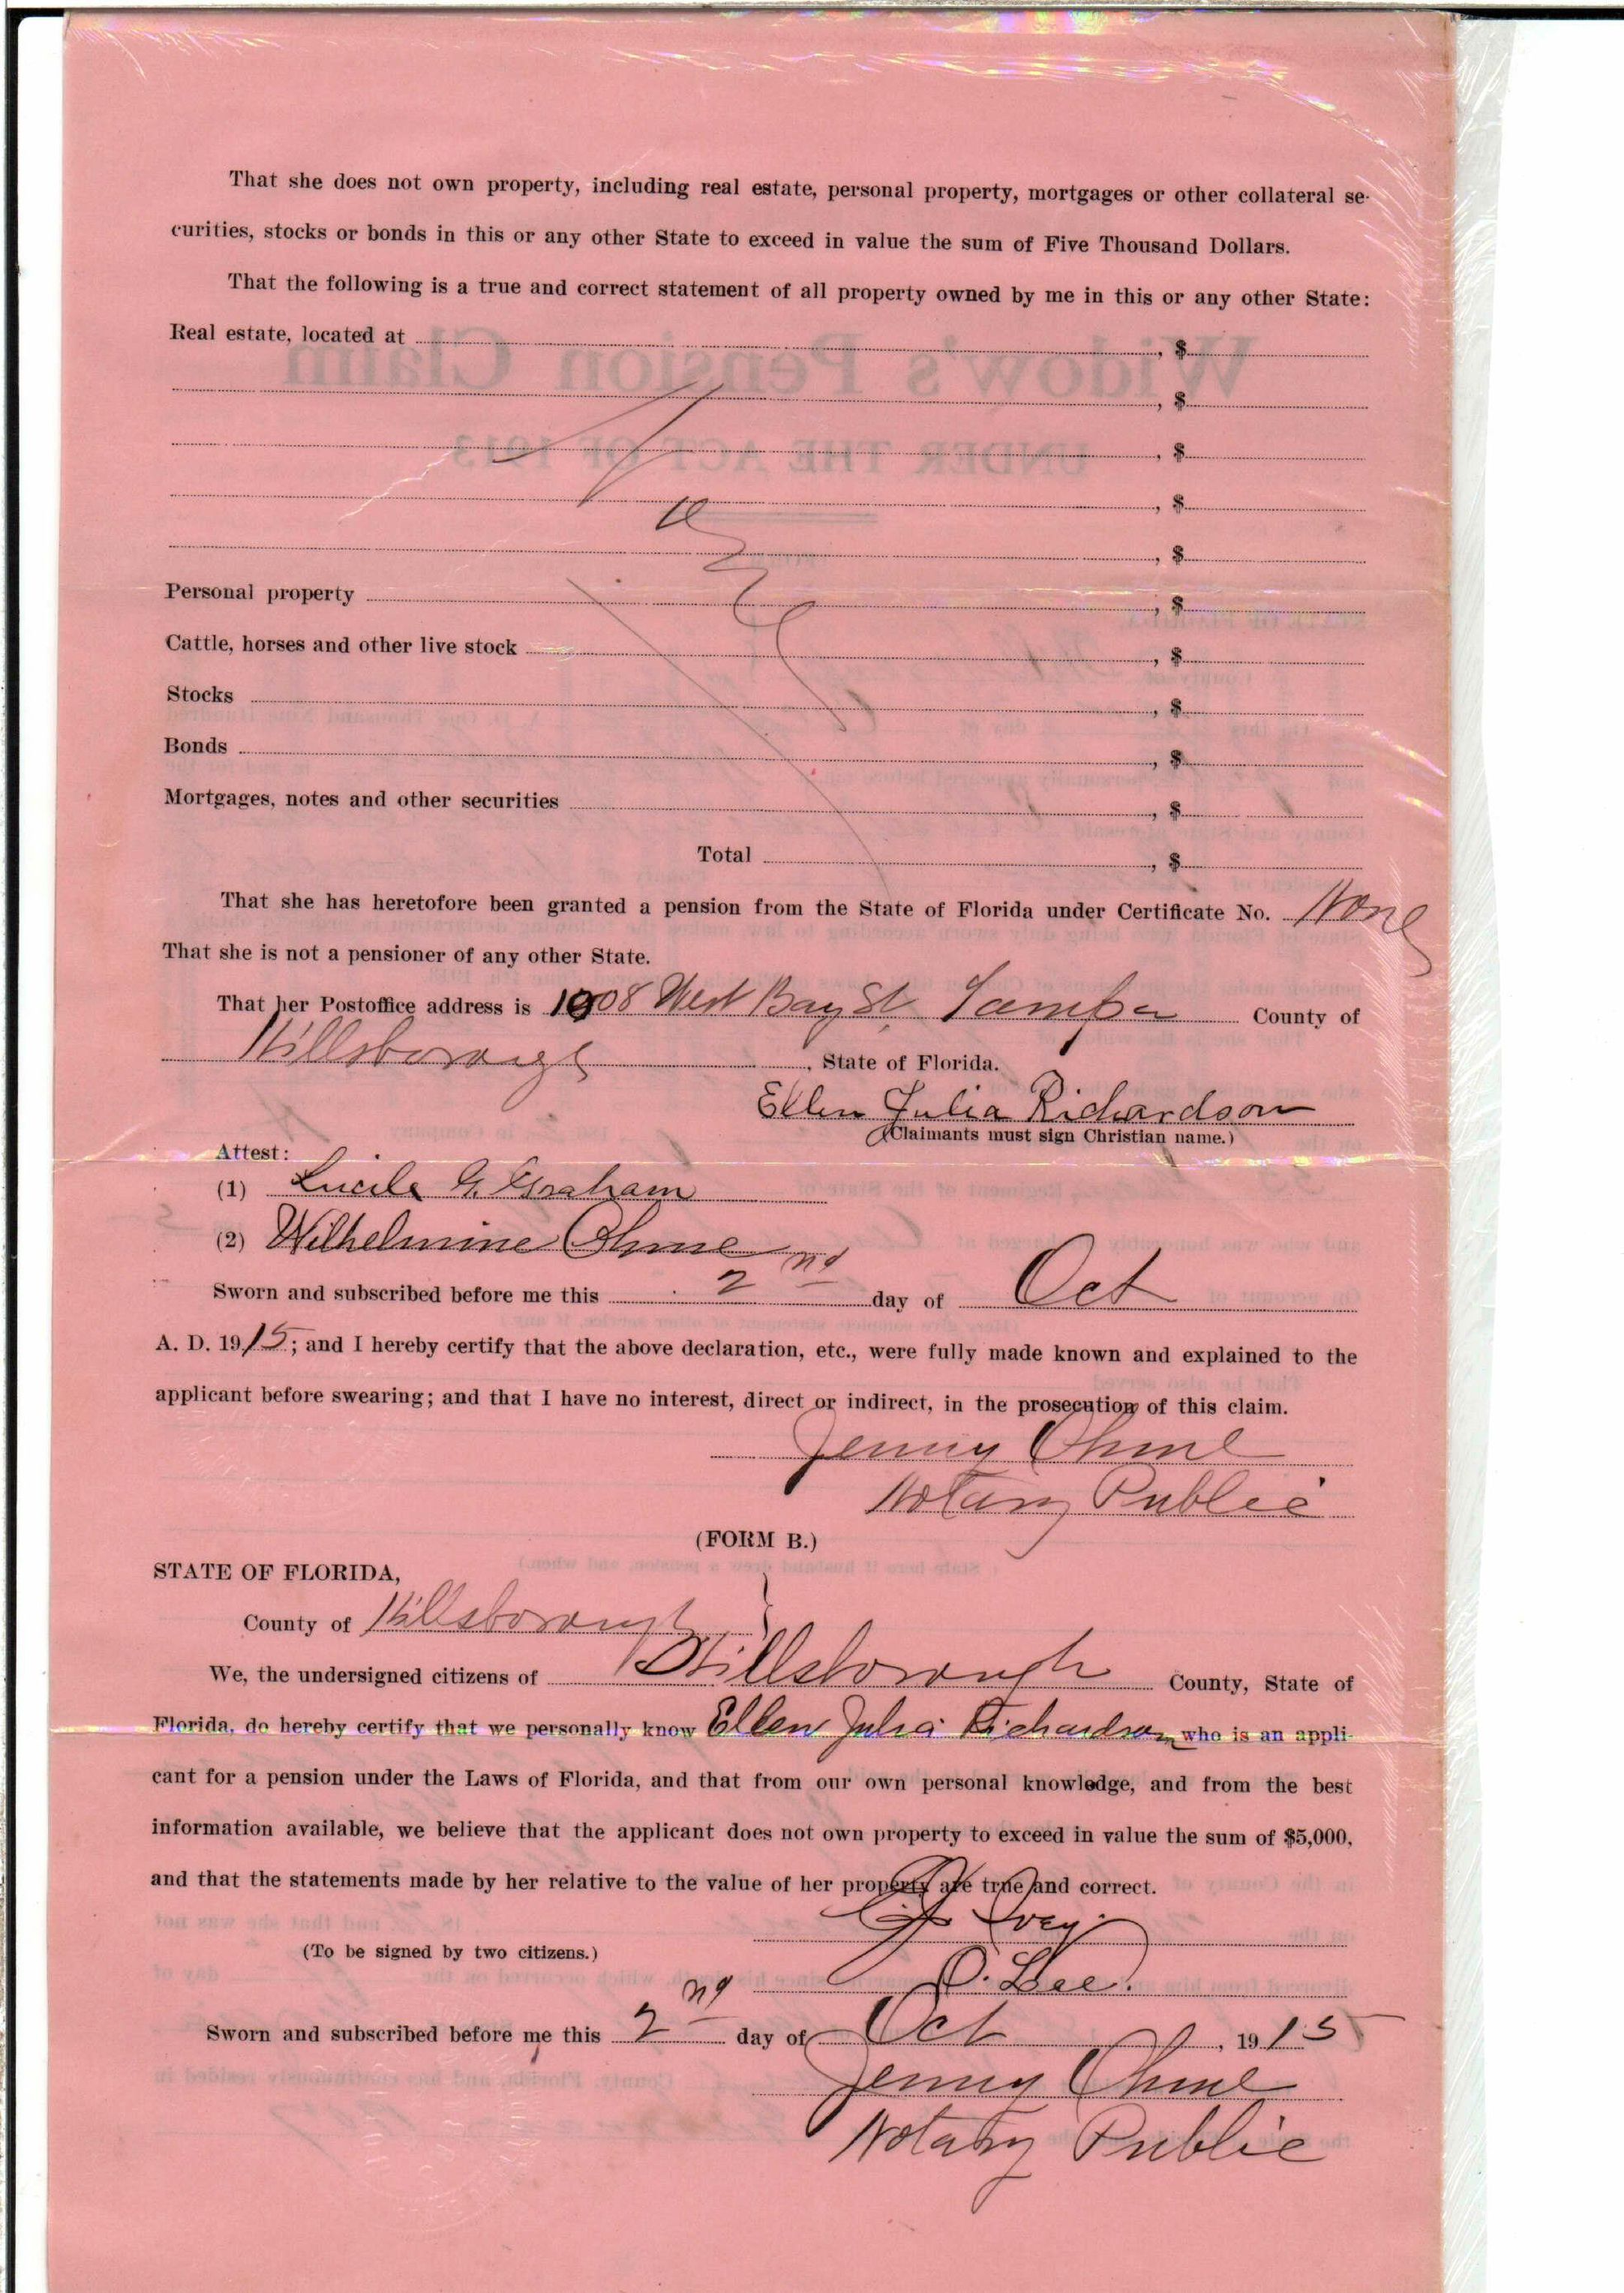 That she does not own property, including real estate, personal property, mortgages or other collateral se-
curities, stocks or bonds in this or any other State to exceed in value the sum of Five Thousand Dollars.
That the following is a true and correct statement of all property owned by me in this or any other State:
Real estate, located at , $
, $
, $
, $
, $
Personal property , $
Cattle, horses and other live stock , $
Stocks , $
Bonds , $
Mortgages, notes and other securities , $
Total , $
That she has heretofore been granted a pension from the State of Florida under Certificate No. None
That she is not a pensioner of any other State.
That her Postoffice address is 1908 West Bay St, Tampa County of
Hillsborough , State of Florida.
Ellen Julia Richardson
(Claimants must sign Christian name.)
Attest:
(1) Lucile G. Graham
(2) Wilhelmine Ohme
Sworn and subscribed before me this 2nd day of Oct
A. D. 1915; and I hereby certify that the above declaration, etc., were fully made known and explained to the
applicant before swearing; and that I have no interest, direct or indirect, in the prosecution of this claim.
Jenny Ohme
Notary Public
(FORM B.)
STATE OF FLORIDA,
County of Hillsborough }
We, the undersigned citizens of Hillsborough County, State of
Florida, do hereby certify that we personally know Ellen Julia Richardson who is an appli-
cant for a pension under the Laws of Florida, and that from our own personal knowledge, and from the best
information available, we believe that the applicant does not own property to exceed in value the sum of $5,000,
and that the statements made by her relative to the value of her property are true and correct.
Ivey
(To be signed by two citizens.)
Lee.
Sworn and subscribed before me this 2nd day of Oct , 1915
Jenny Ohme
Notary Public